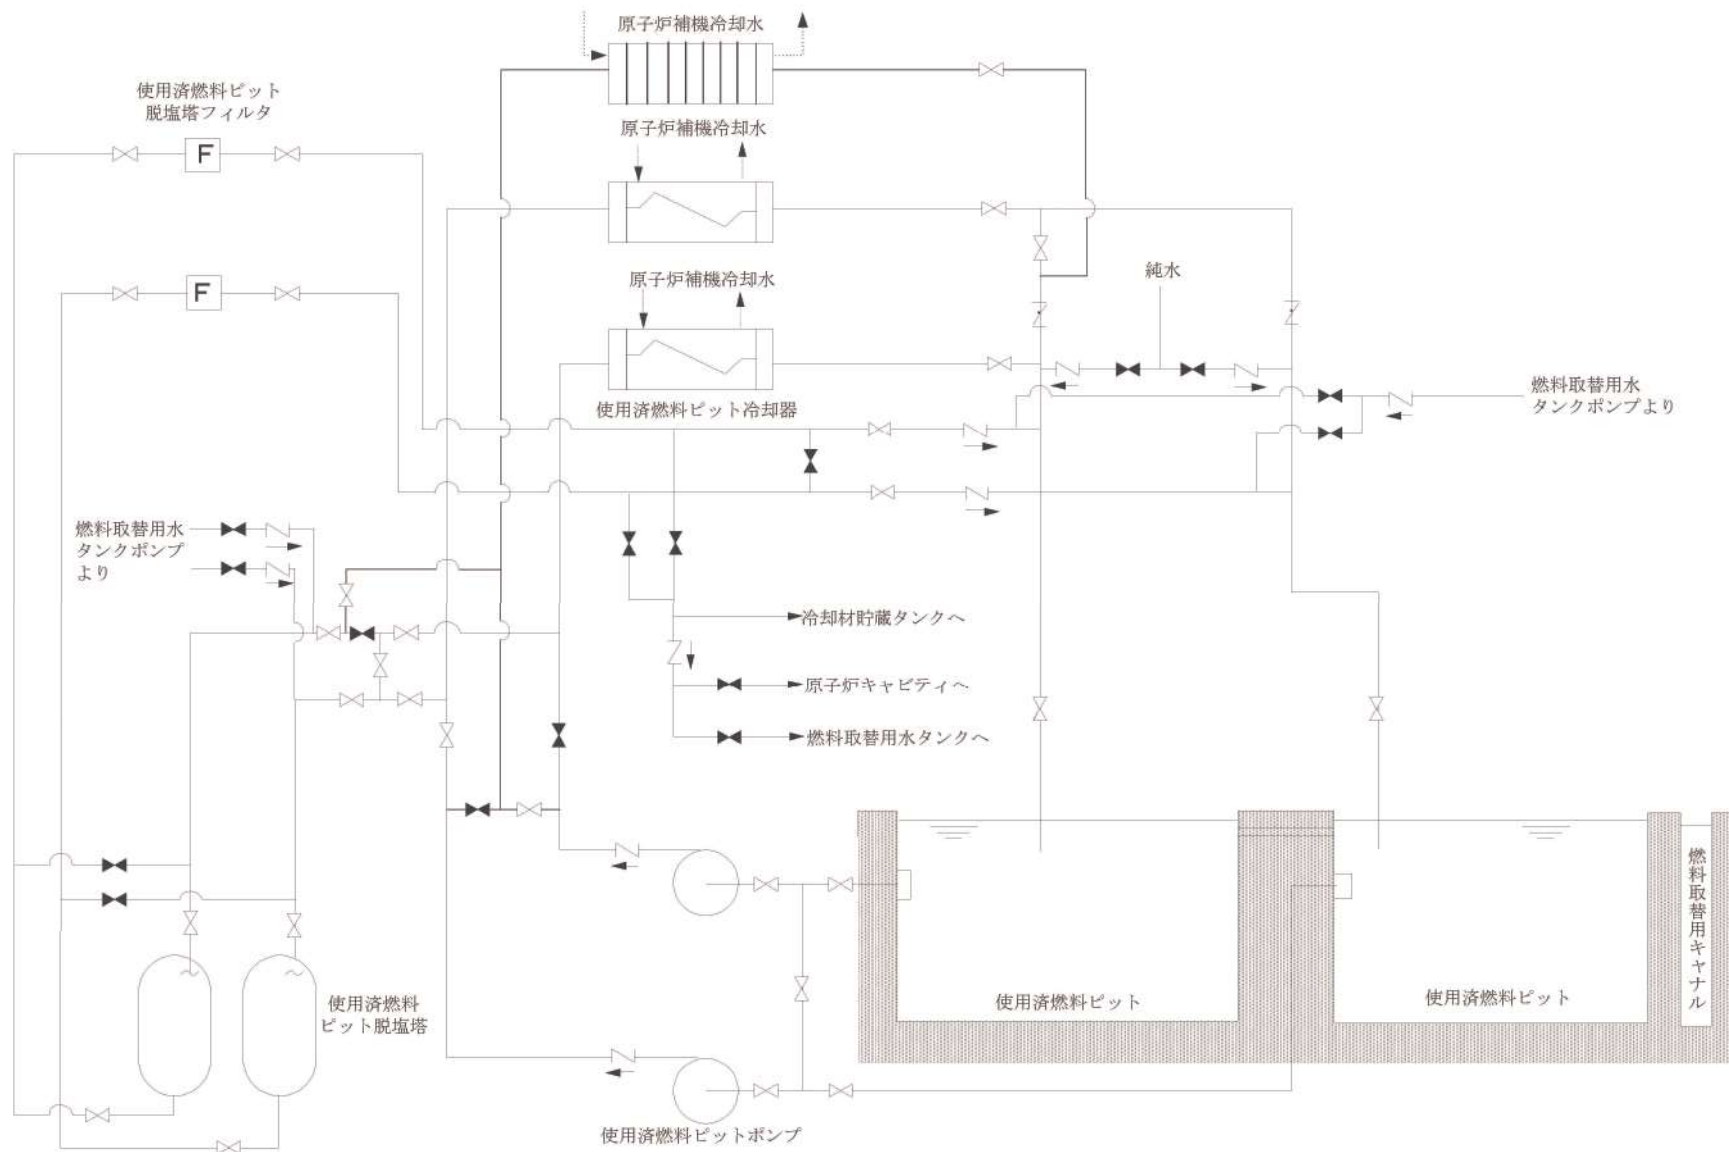 原子炉補機冷却水
使用済燃料ピット
脱塩塔フィルタ
原子炉補機冷却水
F
純水
原子炉補機冷却水
F
燃料取替用水
タンクポンプより
使用済燃料ピット冷却器
燃料取替用水
タンクポンプ
より
冷却材貯蔵タンクへ
原子炉キャビティへ
燃料取替用水タンクへ
燃料取替用キャナル
使用済燃料
ピット脱塩塔
使用済燃料ピット
使用済燃料ピット
使用済燃料ピットポンプ